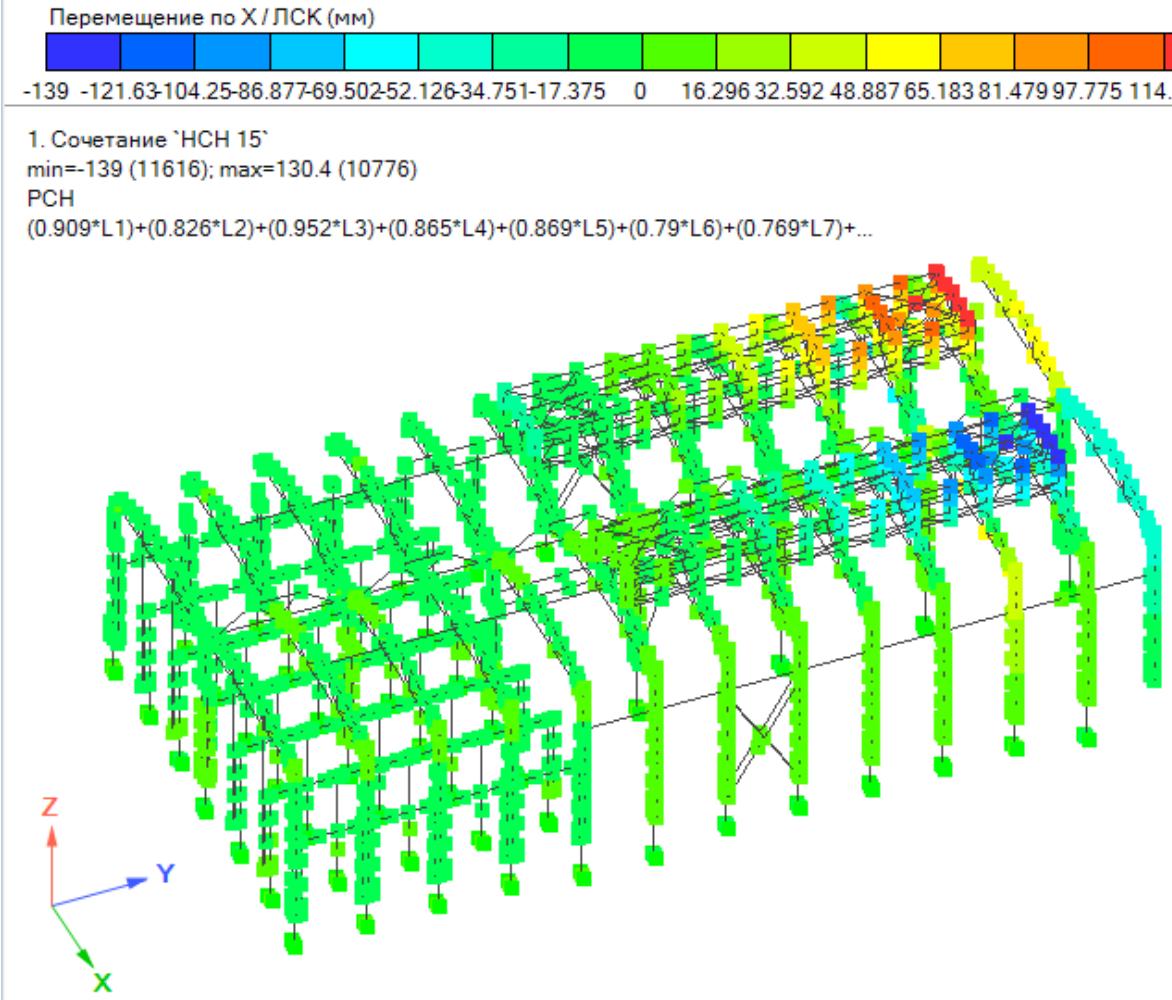 Перемещение по X / ЛСК (мм)
-139 -121.63 -104.25 -86.877 -69.502 -52.126 -34.751 -17.375 0 16.296 32.592 48.887 65.183 81.479 97.775 114.
1. Сочетание `НСН 15`
min=-139 (11616); max=130.4 (10776)
РСН
(0.909*L1)+(0.826*L2)+(0.952*L3)+(0.865*L4)+(0.869*L5)+(0.79*L6)+(0.769*L7)+...
Z
Y
X